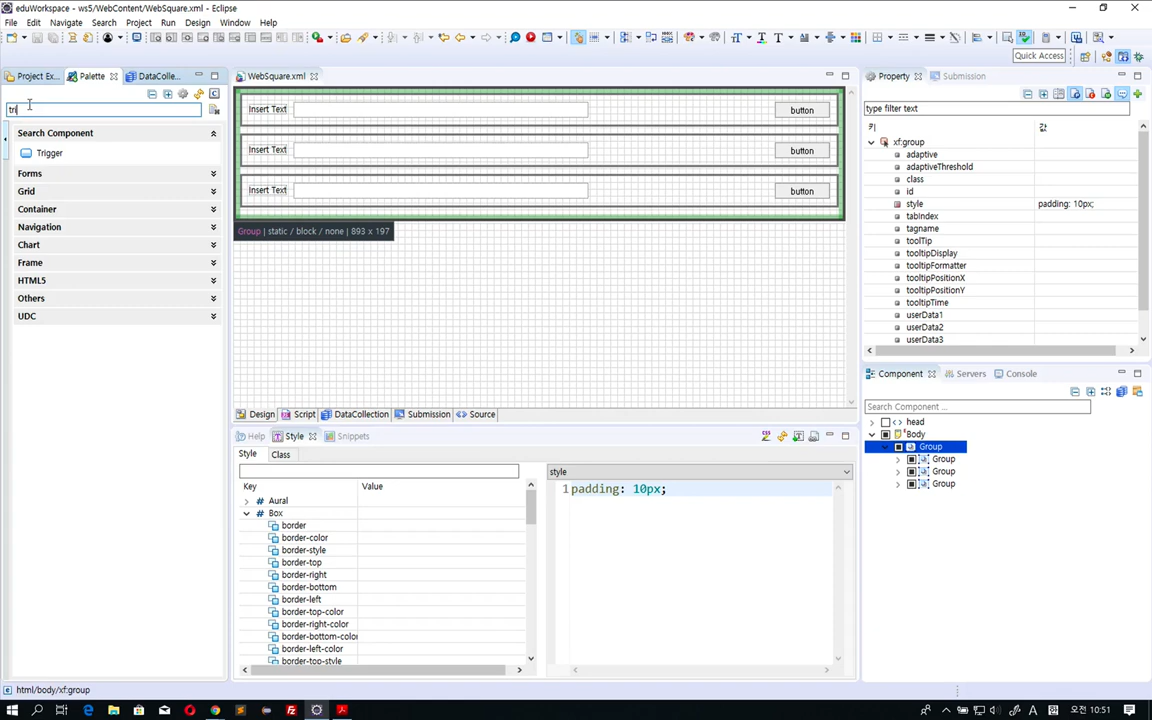 eduWorkspace - ws5/WebContent/WebSquare.xml - Eclipse
File Edit Navigate Search Project Run Design Window Help
Quick Access
Project Ex... Palette DataColle...
WebSquare.xml
Property Submission
tri
type filter text
Search Component
Trigger
Forms
Grid
Container
Navigation
Chart
Frame
HTML5
Others
UDC
Insert Text button
Insert Text button
Insert Text button
Group | static / block / none | 893 x 197
키 값
xf:group
adaptive
adaptiveThreshold
class
id
style padding: 10px;
tabIndex
tagname
toolTip
tooltipDisplay
tooltipFormatter
tooltipPositionX
tooltipPositionY
tooltipTime
userData1
userData2
userData3
Design Script DataCollection Submission Source
Component Servers Console
Search Component ...
head
Body
Group
Group
Group
Group
Help Style Snippets
Style Class
style
Key Value
1 padding: 10px;
Aural
Box
border
border-color
border-style
border-top
border-right
border-bottom
border-left
border-top-color
border-right-color
border-bottom-color
border-left-color
border-top-style
html/body/xf:group
A 오전 10:51